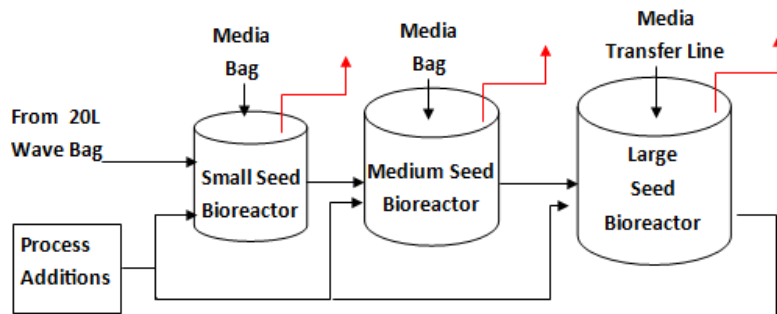 Media
Bag
Media
Bag
Media
Transfer Line
From 20L
Wave Bag
Small Seed
Bioreactor
Medium Seed
Bioreactor
Large
Seed
Bioreactor
Process
Additions